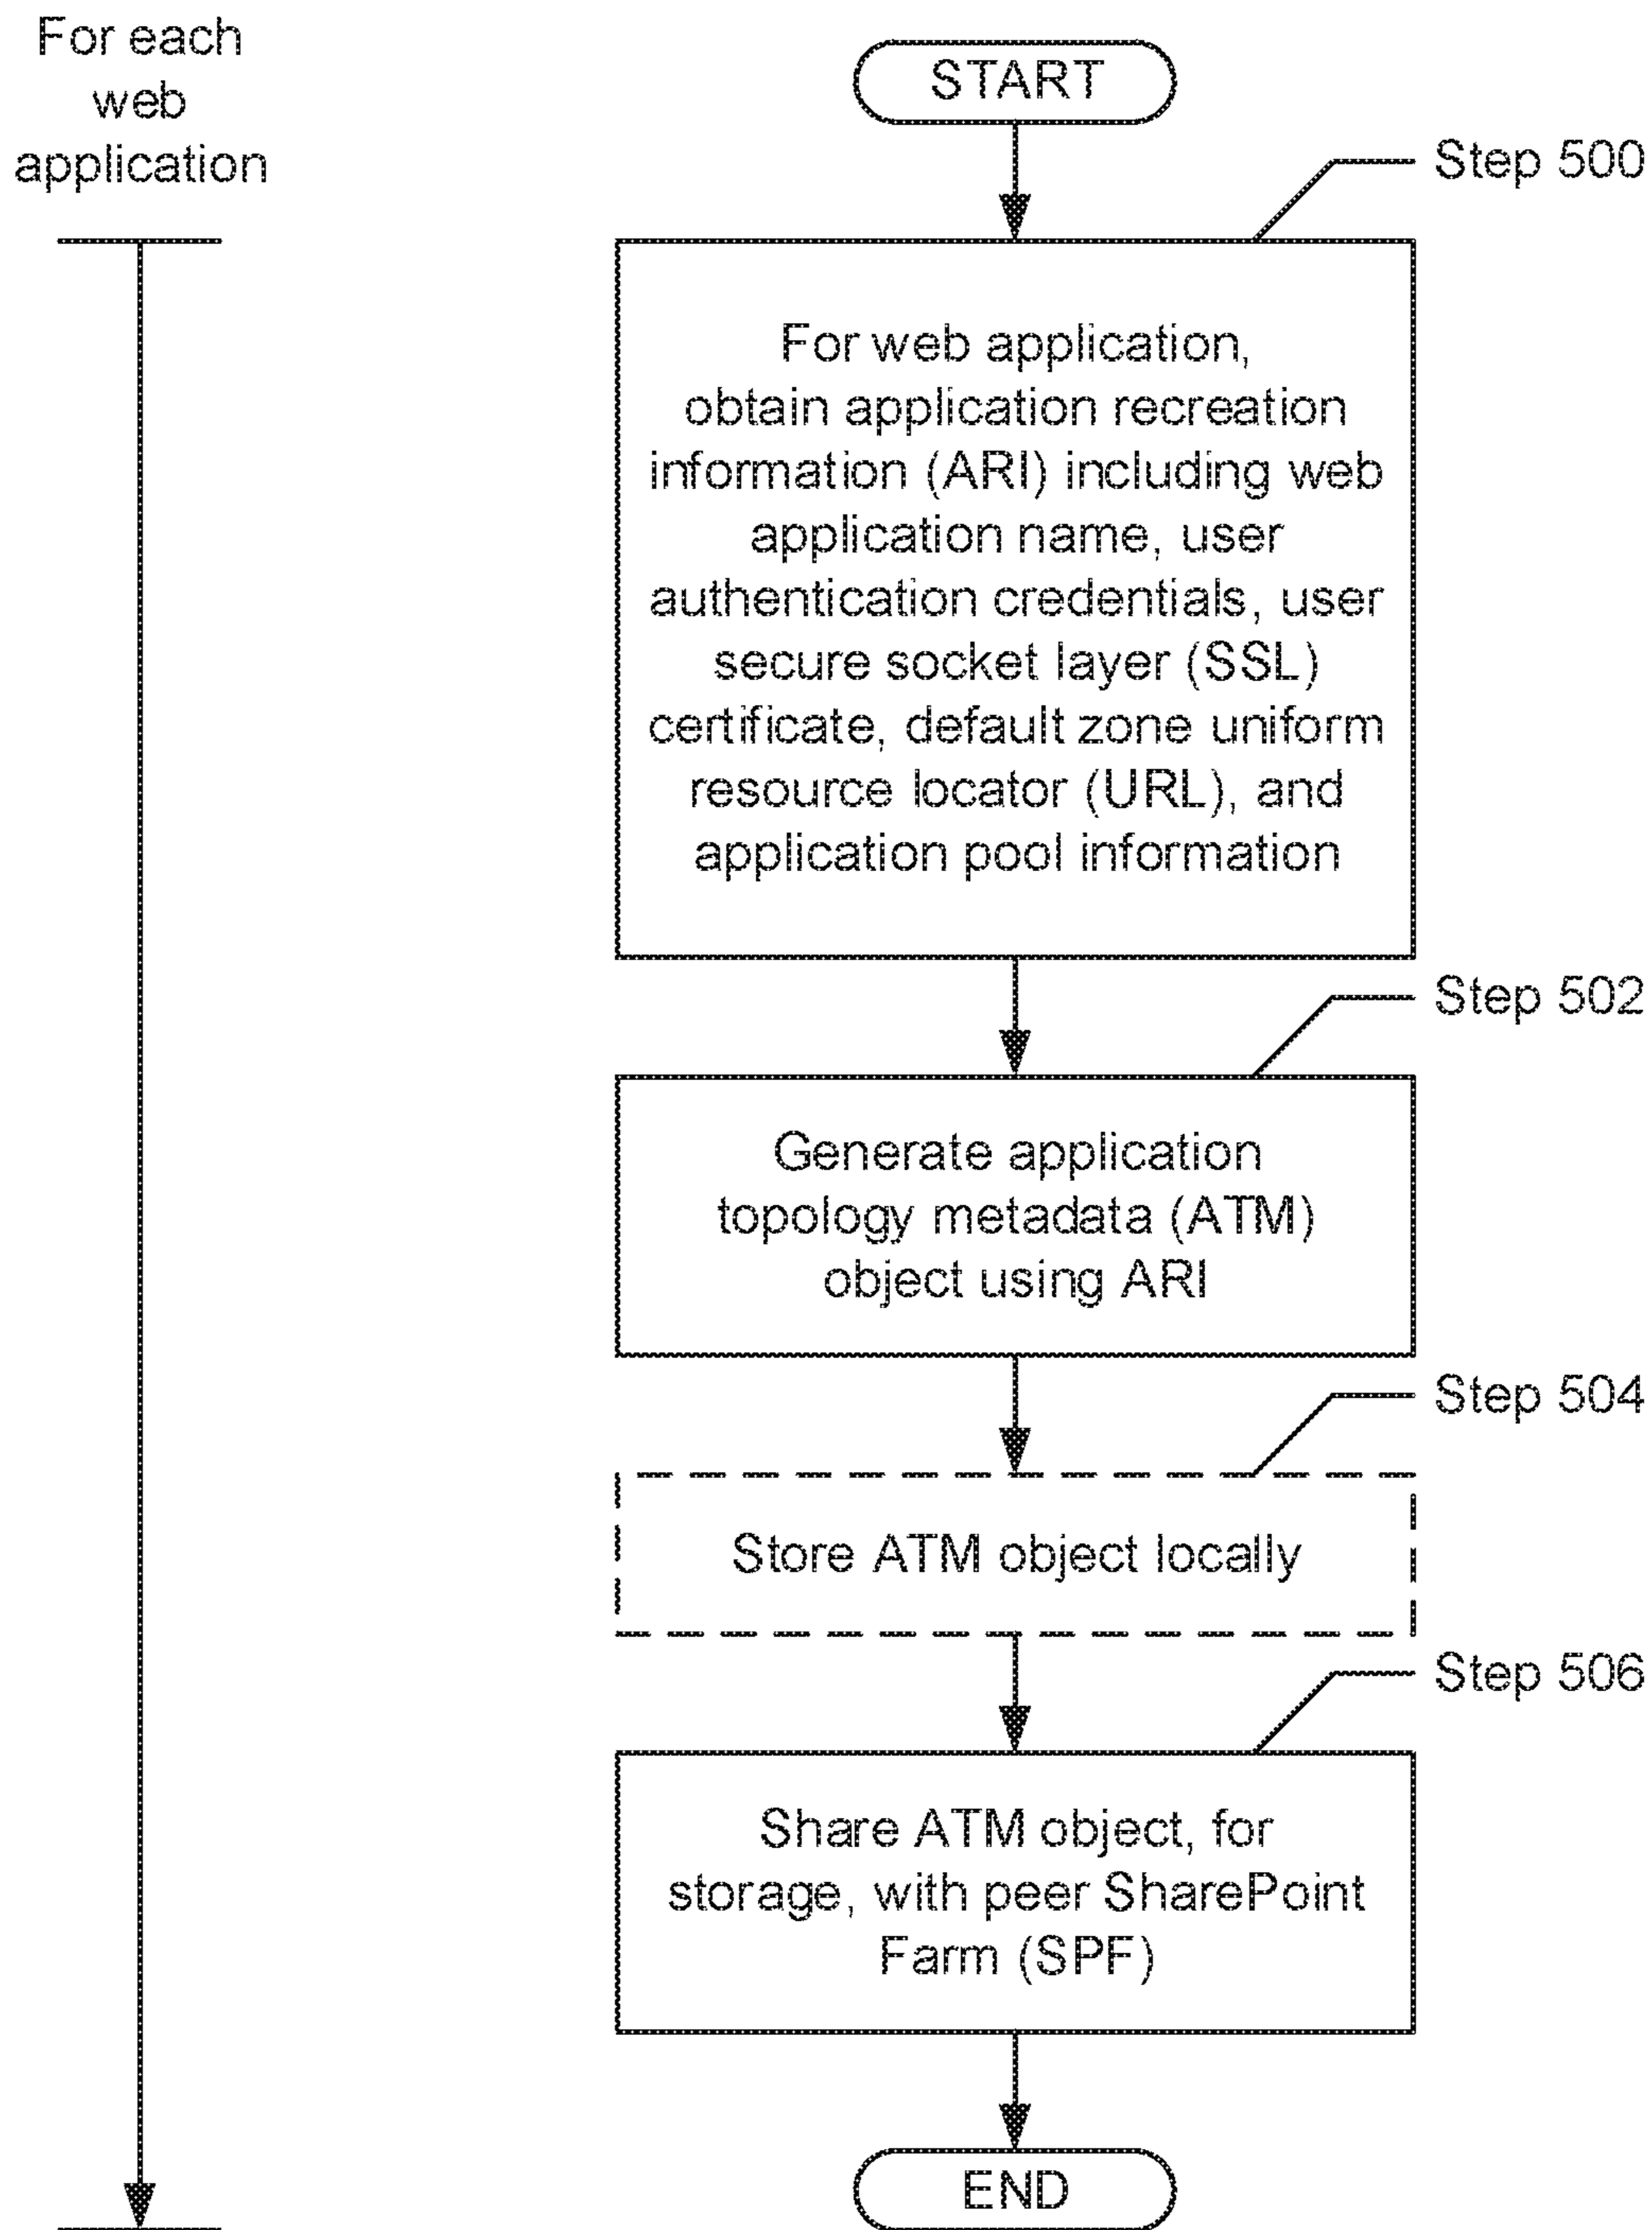 For each
web
application
START
Step 500
For web application,
obtain application recreation
information (ARI) including web
application name, user
authentication credentials, user
secure socket layer (SSL)
certificate, default zone uniform
resource locator (URL), and
application pool information
Step 502
Generate application
topology metadata (ATM)
object using ARI
Step 504
Store ATM object locally
Step 506
Share ATM object, for
storage, with peer SharePoint
Farm (SPF)
END